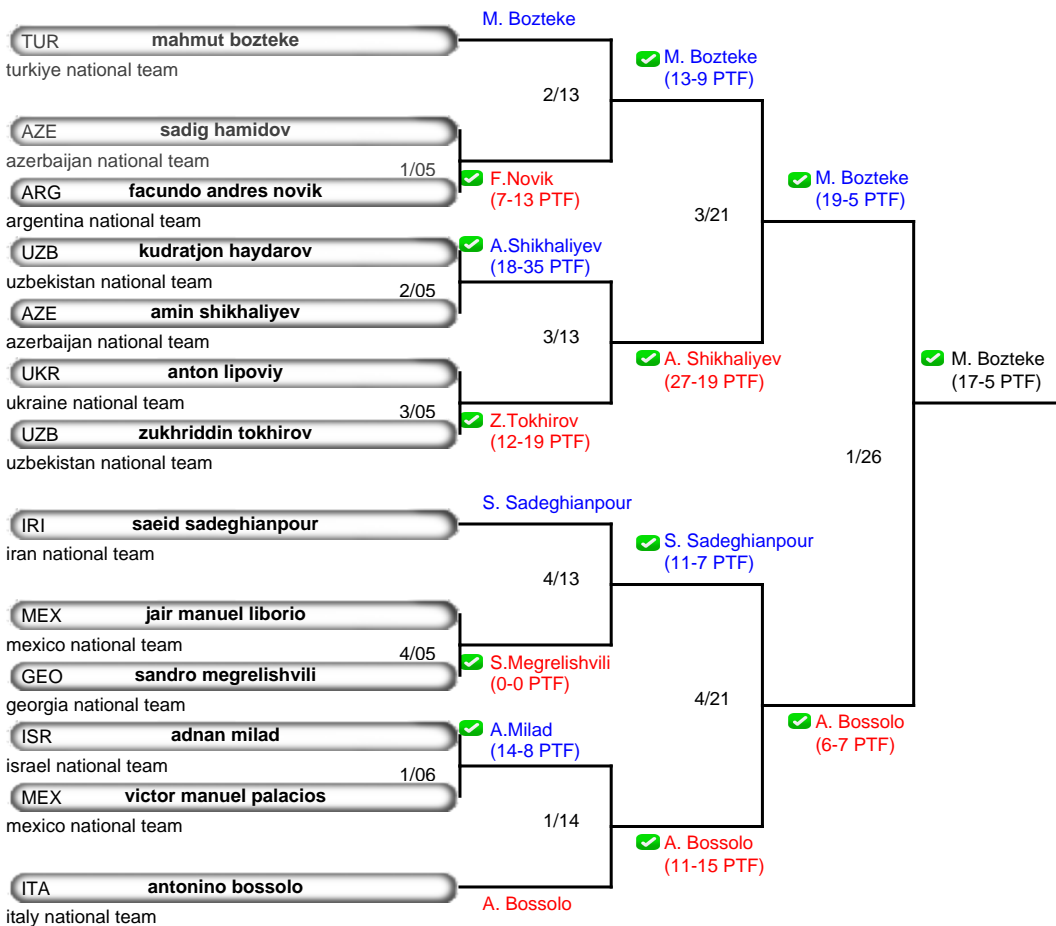 M. Bozteke
TUR mahmut bozteke
turkiye national team
M. Bozteke
(13-9 PTF)
2/13
AZE sadig hamidov
azerbaijan national team
1/05
ARG facundo andres novik
argentina national team
F.Novik
(7-13 PTF)
M. Bozteke
(19-5 PTF)
3/21
UZB kudratjon haydarov
uzbekistan national team
A.Shikhaliyev
(18-35 PTF)
2/05
AZE amin shikhaliyev
azerbaijan national team
3/13
A. Shikhaliyev
(27-19 PTF)
M. Bozteke
(17-5 PTF)
UKR anton lipoviy
ukraine national team
3/05
UZB zukhriddin tokhirov
uzbekistan national team
Z.Tokhirov
(12-19 PTF)
1/26
S. Sadeghianpour
IRI saeid sadeghianpour
iran national team
S. Sadeghianpour
(11-7 PTF)
4/13
MEX jair manuel liborio
mexico national team
4/05
GEO sandro megrelishvili
georgia national team
S.Megrelishvili
(0-0 PTF)
4/21
A. Bossolo
(6-7 PTF)
ISR adnan milad
israel national team
A.Milad
(14-8 PTF)
1/06
MEX victor manuel palacios
mexico national team
1/14
A. Bossolo
(11-15 PTF)
ITA antonino bossolo
italy national team
A. Bossolo